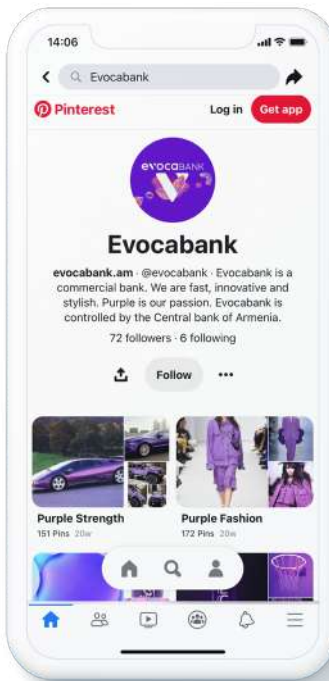 14:06
Evocabank
Pinterest Log in Get app
evocaBANK
Evocabank
evocabank.am · @evocabank · Evocabank is a
commercial bank. We are fast, innovative and
stylish. Purple is our passion. Evocabank is
controlled by the Central bank of Armenia.
72 followers · 6 following
Follow
Purple Strength Purple Fashion
151 Pins 20w 172 Pins 20w